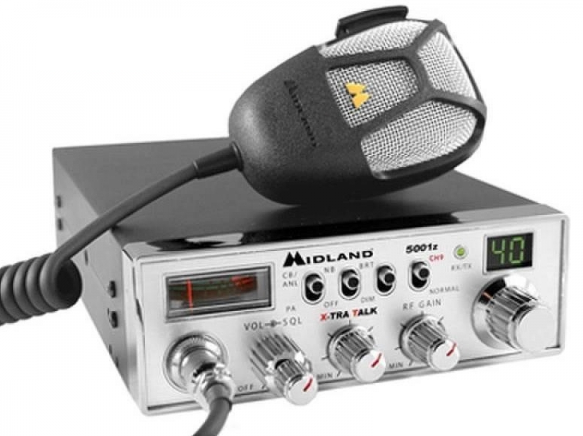 MIDLAND
MIDLAND
5001z
40
CB/
ANL
NB
BRT
CH9
RX/TX
PA
OFF
DIM
NORMAL
VOL
SQL
X-TRA TALK
RF GAIN
OFF
MIN
MIN